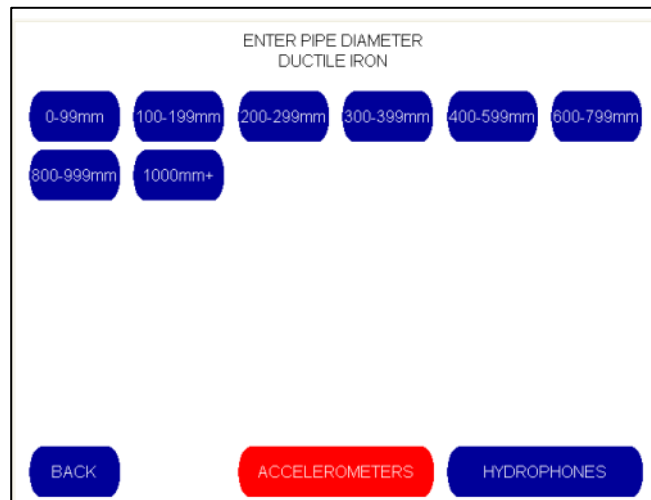 ENTER PIPE DIAMETER
DUCTILE IRON
0-99mm 100-199mm 200-299mm 300-399mm 400-599mm 600-799mm
800-999mm 1000mm+
BACK ACCELEROMETERS HYDROPHONES